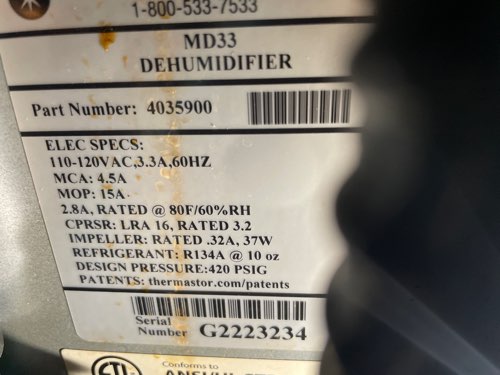 1-800-533-7533
MD33
DEHUMIDIFIER
Part Number: 4035900
ELEC SPECS:
110-120VAC,3.3A,60HZ
MCA: 4.5A
MOP: 15A
2.8A, RATED @ 80F/60%RH
CPRSR: LRA 16, RATED 3.2
IMPELLER: RATED .32A, 37W
REFRIGERANT: R134A @ 10 oz
DESIGN PRESSURE:420 PSIG
PATENTS: thermastor.com/patents
Serial
Number G2223234
Conforms to